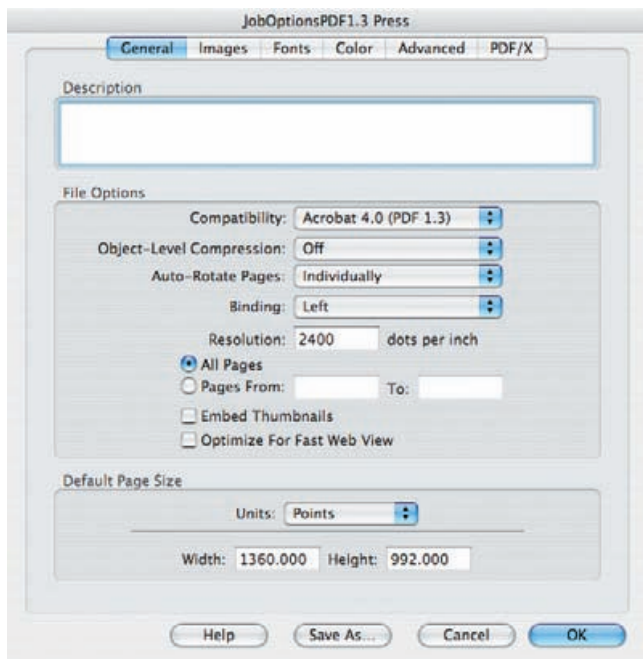 JobOptionsPDF1.3 Press
General Images Fonts Color Advanced PDF/X
Description
File Options
Compatibility: Acrobat 4.0 (PDF 1.3)
Object-Level Compression: Off
Auto-Rotate Pages: Individually
Binding: Left
Resolution: 2400 dots per inch
All Pages
Pages From: To:
Embed Thumbnails
Optimize For Fast Web View
Default Page Size
Units: Points
Width: 1360.000 Height: 992.000
Help Save As... Cancel OK